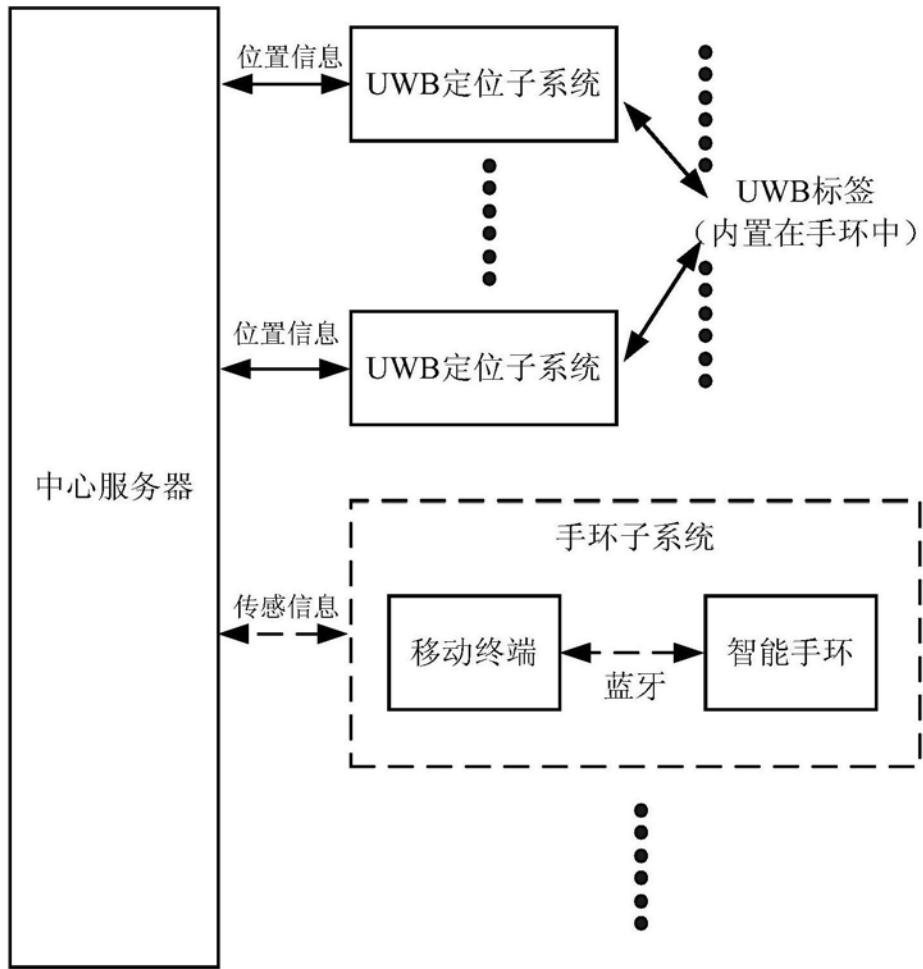 位置信息
UWB定位子系统
UWB标签
（内置在手环中）
位置信息
UWB定位子系统
中心服务器
手环子系统
传感信息
移动终端
蓝牙
智能手环